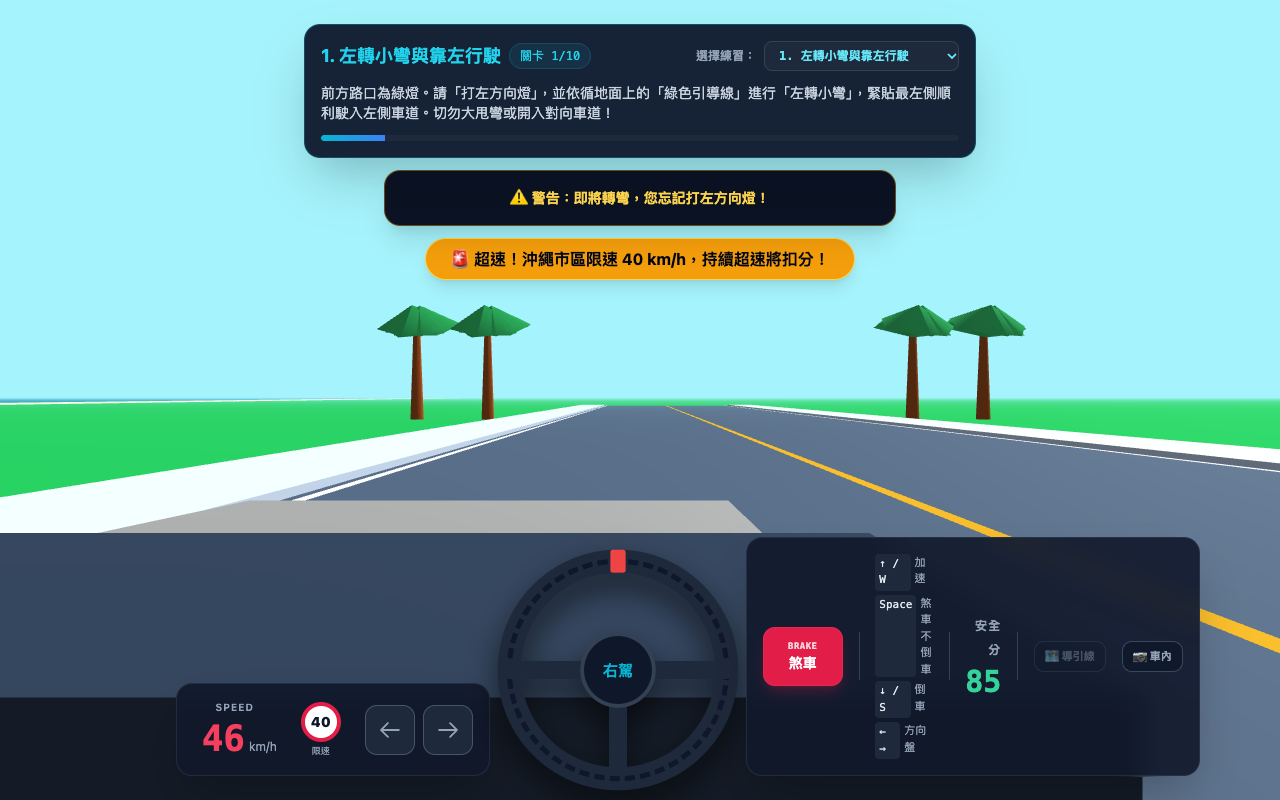 1. 左轉小彎與靠左行駛
關卡 1/10
選擇練習：
1. 左轉小彎與靠左行駛
前方路口為綠燈。請「打左方向燈」，並依循地面上的「綠色引導線」進行「左轉小彎」，緊貼最左側順
利駛入左側車道。切勿大甩彎或開入對向車道！
⚠️ 警告：即將轉彎，您忘記打左方向燈！
🚨 超速！沖繩市區限速 40 km/h，持續超速將扣分！
SPEED
46 km/h
40
限速
←
→
右駕
BRAKE
煞車
↑ /
W
加
速
Space
煞
車
不
倒
車
↓ /
S
倒
車
←
→
方向
盤
安全
分
85
🗺️ 導引線
📷 車內